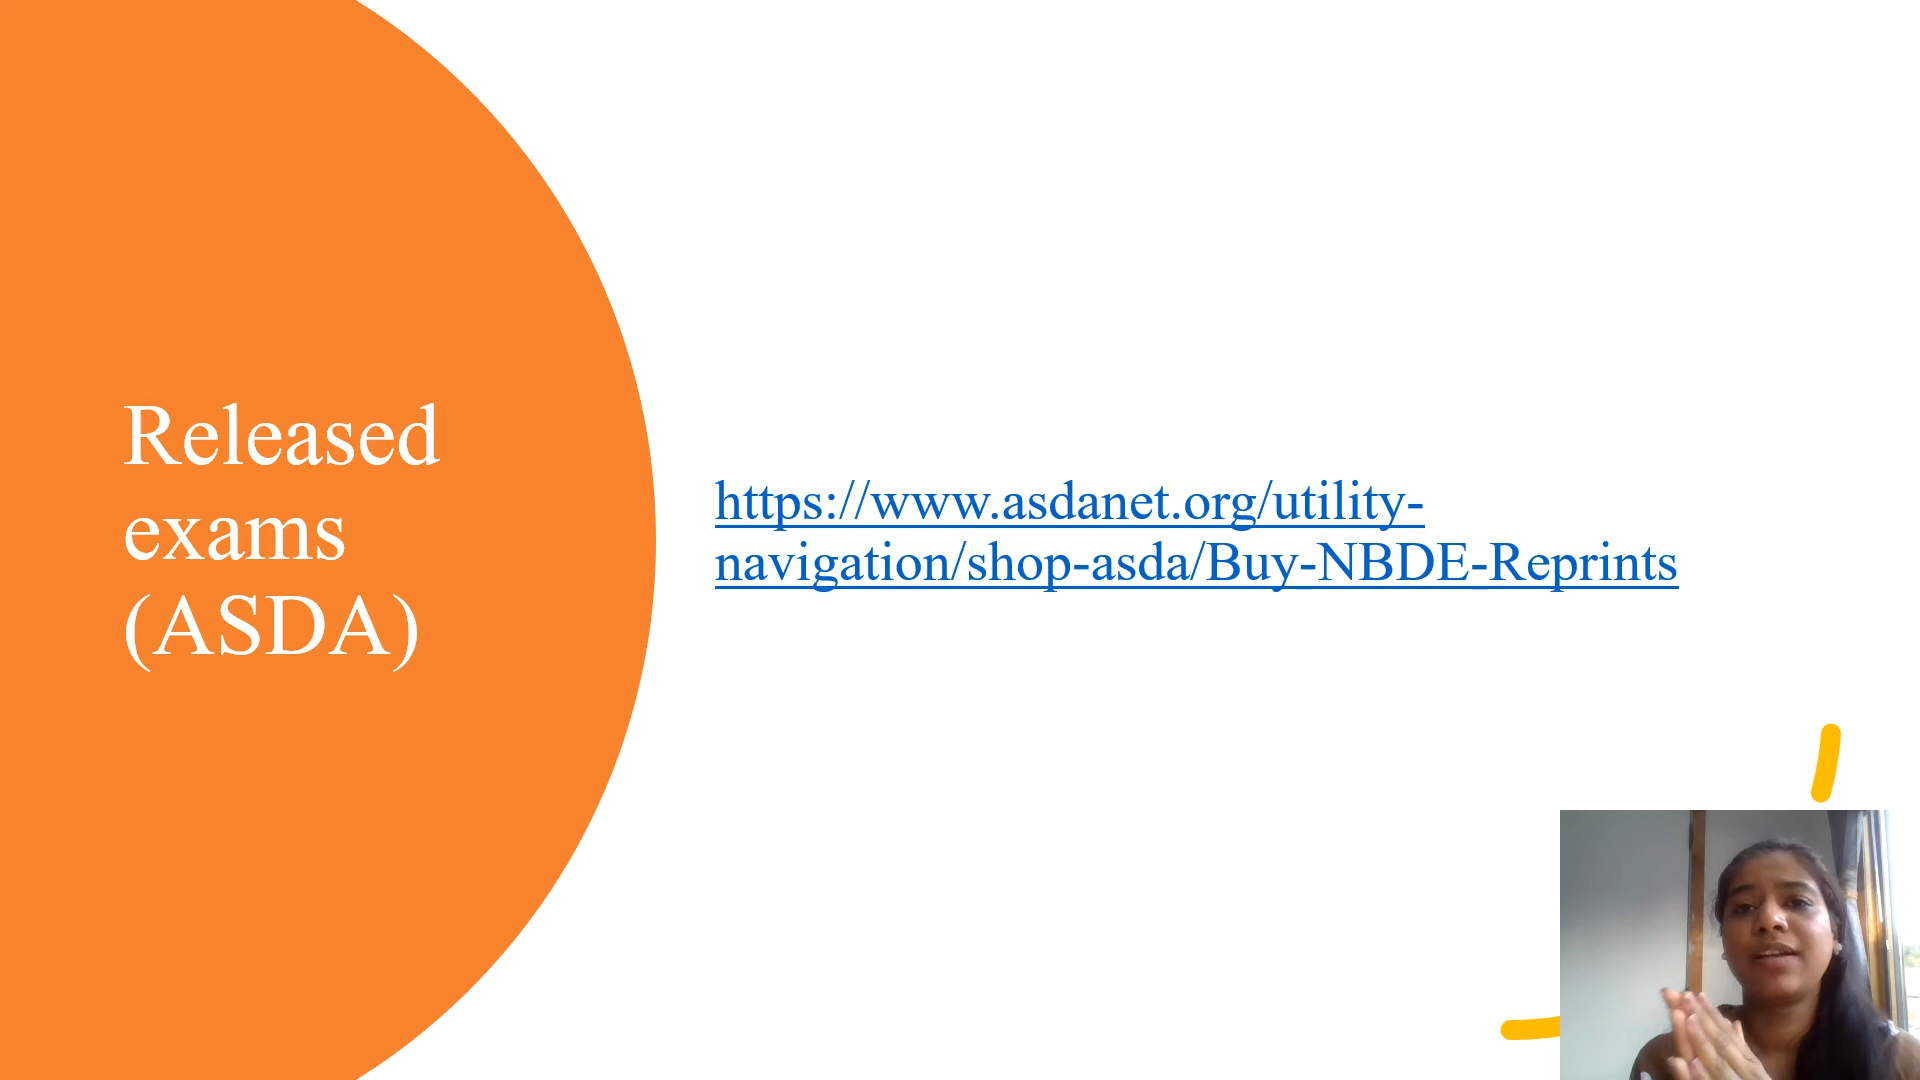 Released
exams
(ASDA)
https://www.asdanet.org/utility-
navigation/shop-asda/Buy-NBDE-Reprints